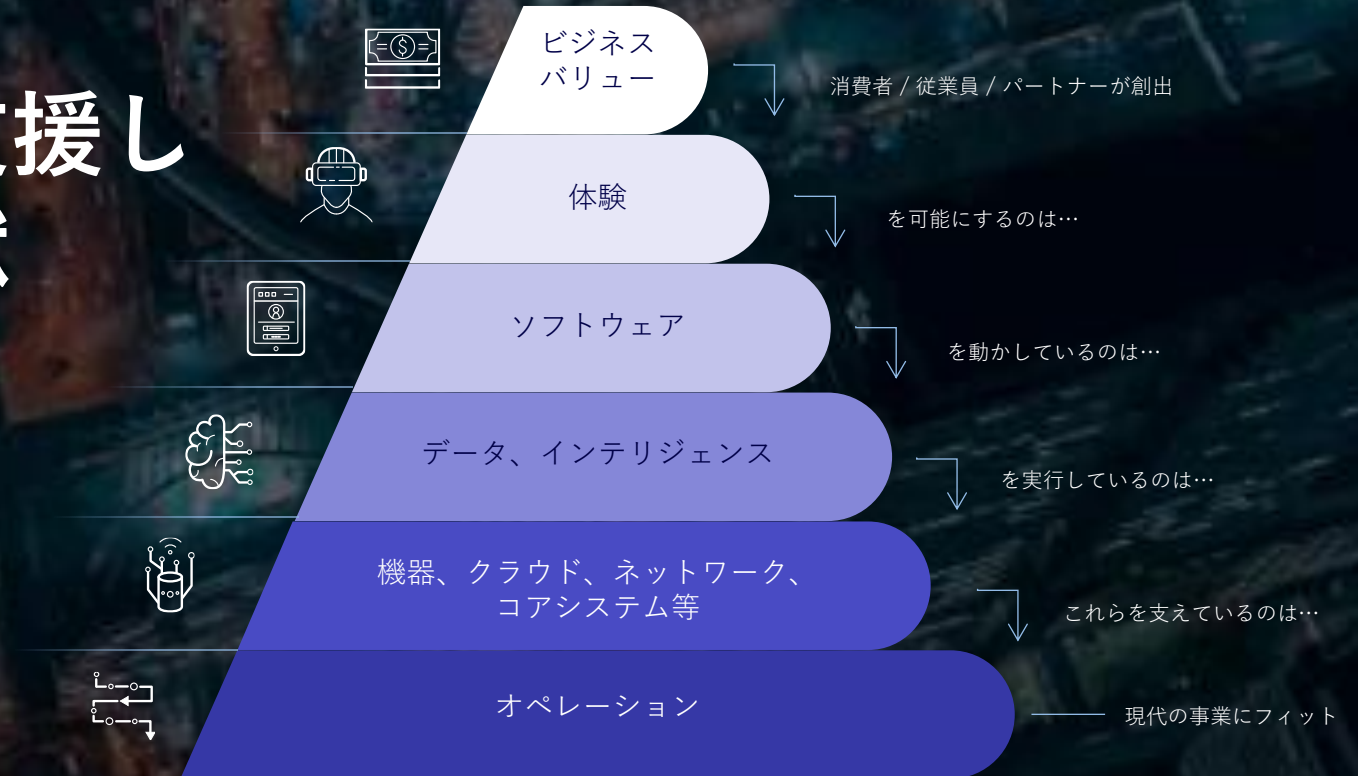 援し
ビジネス
バリュー
消費者 / 従業員 / パートナーが創出
体験
を可能にするのは…
ソフトウェア
を動かしているのは…
データ、インテリジェンス
を実行しているのは…
機器、クラウド、ネットワーク、
コアシステム等
これらを支えているのは…
オペレーション
現代の事業にフィット